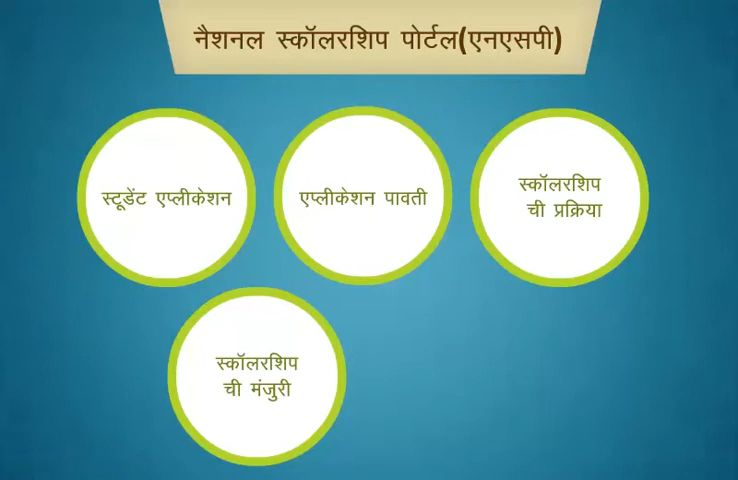 नैशनल स्कॉलरशिप पोर्टल(एनएसपी)
स्टूडेंट एप्लीकेशन
एप्लीकेशन पावती
स्कॉलरशिप
ची प्रक्रिया
स्कॉलरशिप
ची मंजुरी